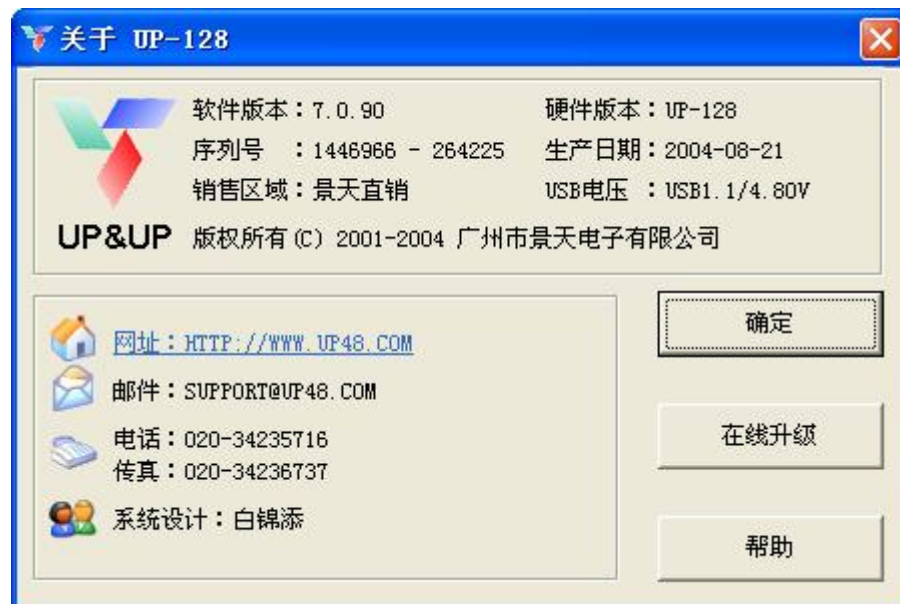 关于 UP-128
软件版本：7.0.90 硬件版本：UP-128
序列号 ：1446966 - 264225 生产日期：2004-08-21
销售区域：景天直销 USB电压 ：USB1.1/4.80V
UP&UP 版权所有(C) 2001-2004 广州市景天电子有限公司
网址：HTTP://WWW.UP48.COM
邮件：SUPPORT@UP48.COM
电话：020-34235716
传真：020-34236737
系统设计：白锦添
确定
在线升级
帮助